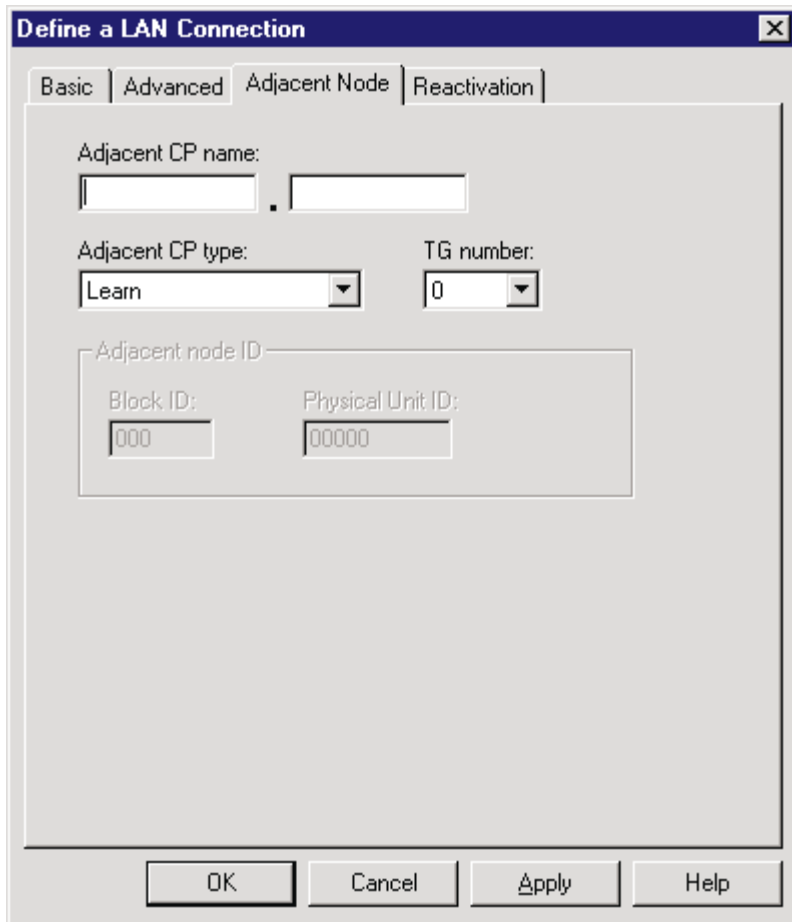 Define a LAN Connection
Basic Advanced Adjacent Node Reactivation
Adjacent CP name:
.
Adjacent CP type: TG number:
Learn 0
Adjacent node ID
Block ID: Physical Unit ID:
000 00000
OK Cancel Apply Help